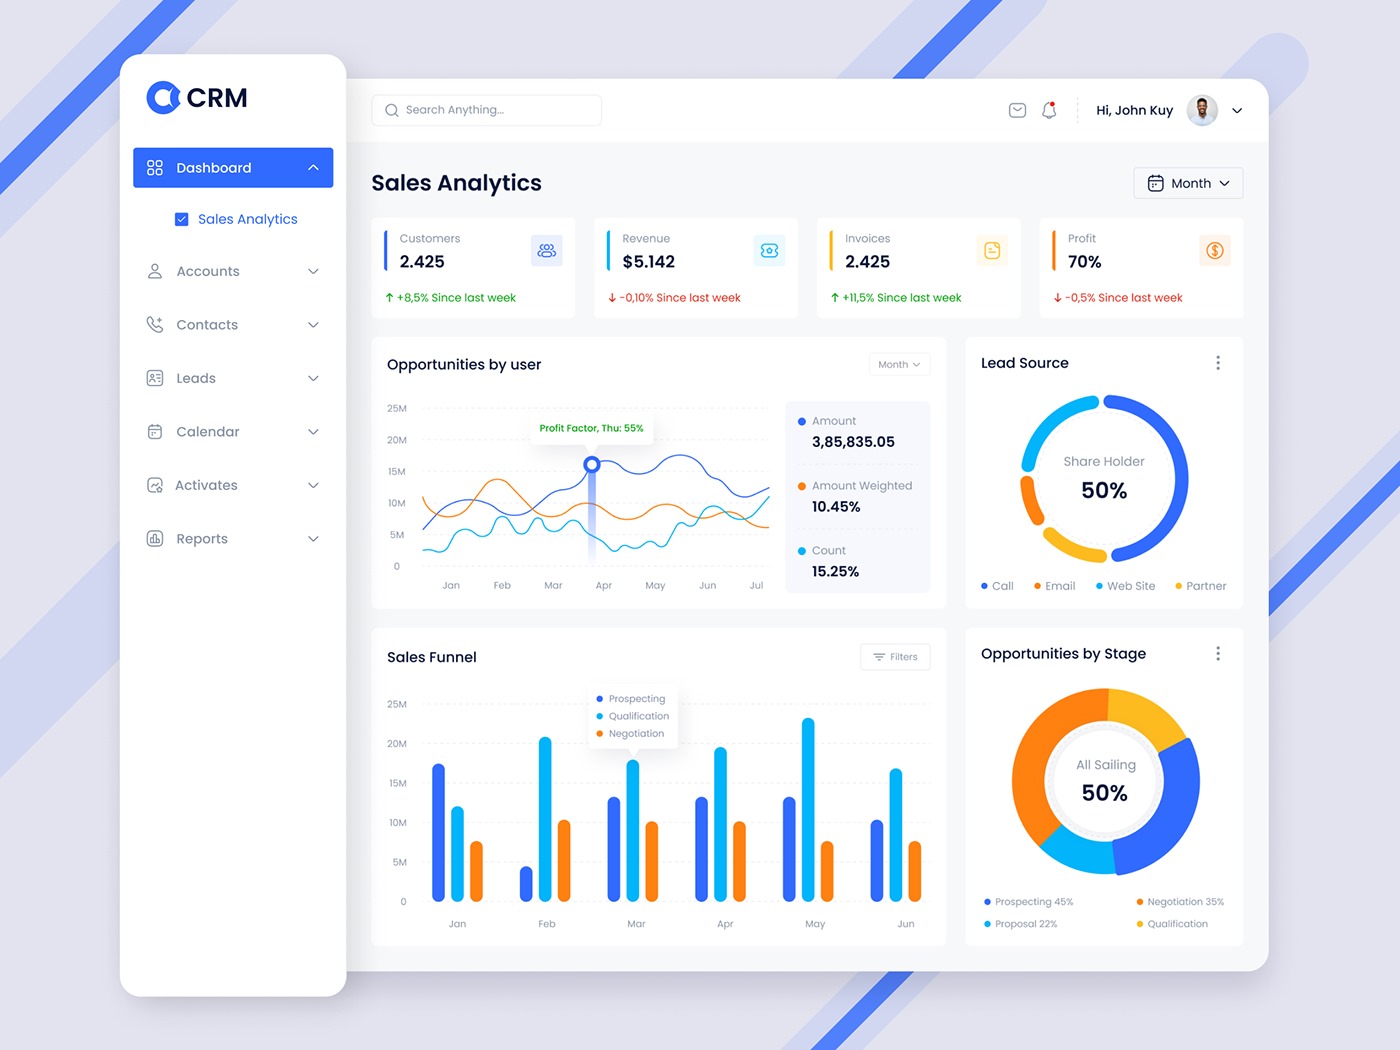 CRM
Search Anything...
Hi, John Kuy
Dashboard
Sales Analytics
Accounts
Contacts
Leads
Calendar
Activates
Reports
Sales Analytics
Month
Customers
2.425
+8,5% Since last week
Revenue
$5.142
-0,10% Since last week
Invoices
2.425
+11,5% Since last week
Profit
70%
-0,5% Since last week
Opportunities by user
Month
25M
20M
15M
10M
5M
0
Profit Factor, Thu: 55%
Jan Feb Mar Apr May Jun Jul
Amount
3,85,835.05
Amount Weighted
10.45%
Count
15.25%
Lead Source
Share Holder
50%
Call Email Web Site Partner
Sales Funnel
Filters
25M
20M
15M
10M
5M
0
Prospecting
Qualification
Negotiation
Jan Feb Mar Apr May Jun
Opportunities by Stage
All Sailing
50%
Prospecting 45% Negotiation 35%
Proposal 22% Qualification